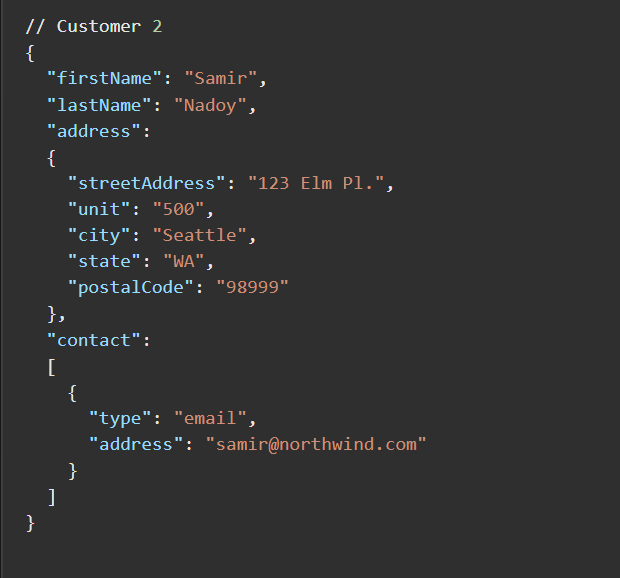 // Customer 2
{
  "firstName": "Samir",
  "lastName": "Nadoy",
  "address":
  {
    "streetAddress": "123 Elm Pl.",
    "unit": "500",
    "city": "Seattle",
    "state": "WA",
    "postalCode": "98999"
  },
  "contact":
  [
    {
      "type": "email",
      "address": "samir@northwind.com"
    }
  ]
}